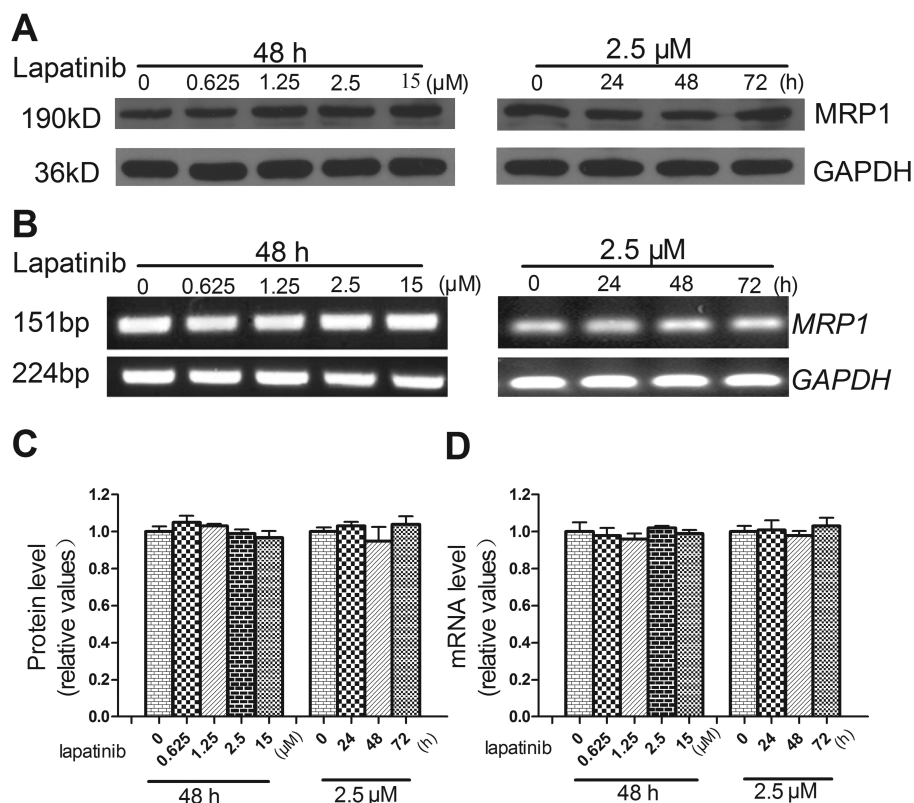 A
48 h
2.5 µM
Lapatinib
0 0.625 1.25 2.5 15 (µM)
0 24 48 72 (h)
190kD
MRP1
36kD
GAPDH
B
48 h
2.5 µM
Lapatinib
0 0.625 1.25 2.5 15 (µM)
0 24 48 72 (h)
151bp
MRP1
224bp
GAPDH
C
Protein level
(relative values)
1.2
1.0
0.8
0.6
0.4
0.2
0.0
lapatinib
0 0.625 1.25 2.5 15 (µM)
0 24 48 72 (h)
48 h
2.5 µM
D
mRNA level
(relative values)
1.2
1.0
0.8
0.6
0.4
0.2
0.0
lapatinib
0 0.625 1.25 2.5 15 (µM)
0 24 48 72 (h)
48 h
2.5 µM